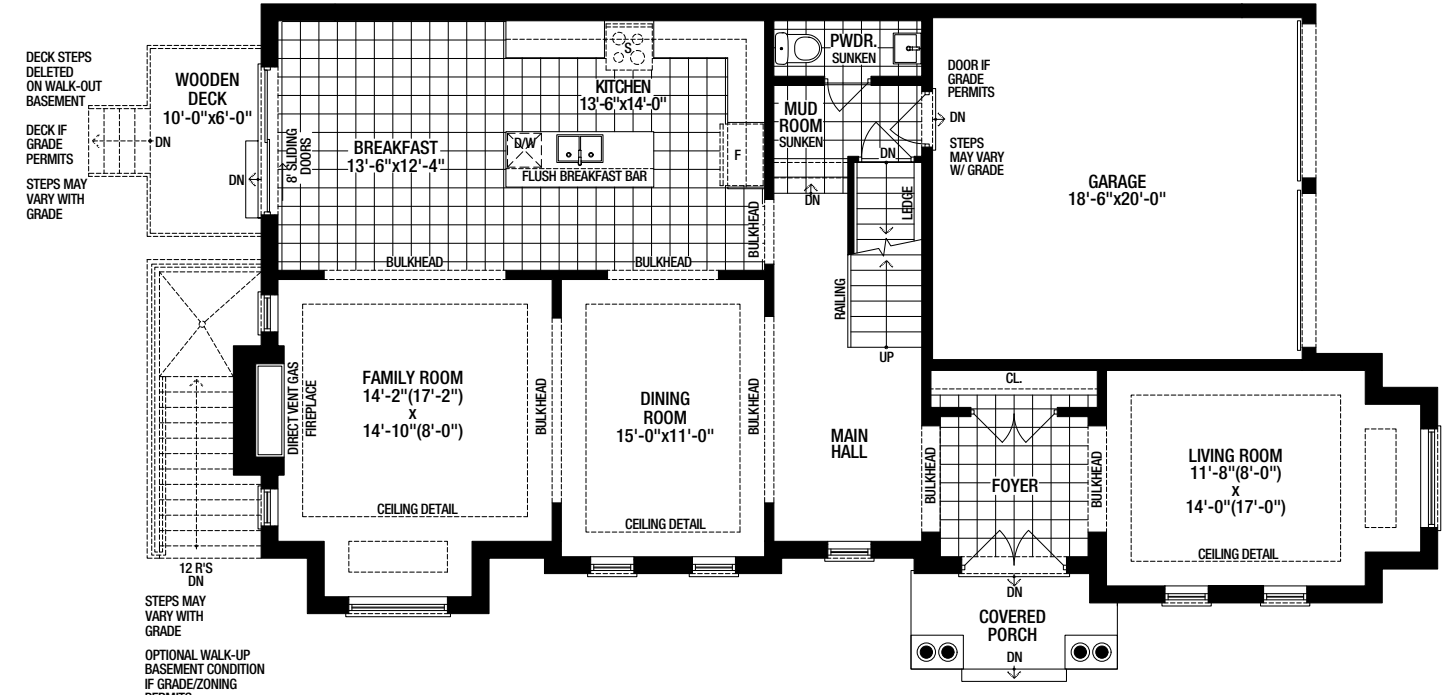 DECK STEPS
DELETED
ON WALK-OUT
BASEMENT
DECK IF
GRADE
PERMITS
STEPS MAY
VARY WITH
GRADE
WOODEN
DECK
10'-0"x6'-0"
DN
DN
8' SLIDING
DOORS
BREAKFAST
13'-6"x12'-4"
S
KITCHEN
13'-6"x14'-0"
D/W
FLUSH BREAKFAST BAR
F
BULKHEAD
BULKHEAD
BULKHEAD
PWDR.
SUNKEN
MUD
ROOM
SUNKEN
DN
DN
LEDGE
RAILING
UP
DOOR IF
GRADE
PERMITS
DN
STEPS
MAY VARY
W/ GRADE
GARAGE
18'-6"x20'-0"
DIRECT VENT GAS
FIREPLACE
FAMILY ROOM
14'-2"(17'-2")
x
14'-10"(8'-0")
CEILING DETAIL
BULKHEAD
DINING
ROOM
15'-0"x11'-0"
CEILING DETAIL
BULKHEAD
MAIN
HALL
BULKHEAD
CL.
FOYER
BULKHEAD
LIVING ROOM
11'-8"(8'-0")
x
14'-0"(17'-0")
CEILING DETAIL
DN
COVERED
PORCH
DN
12 R'S
DN
STEPS MAY
VARY WITH
GRADE
OPTIONAL WALK-UP
BASEMENT CONDITION
IF GRADE/ZONING
PERMITS